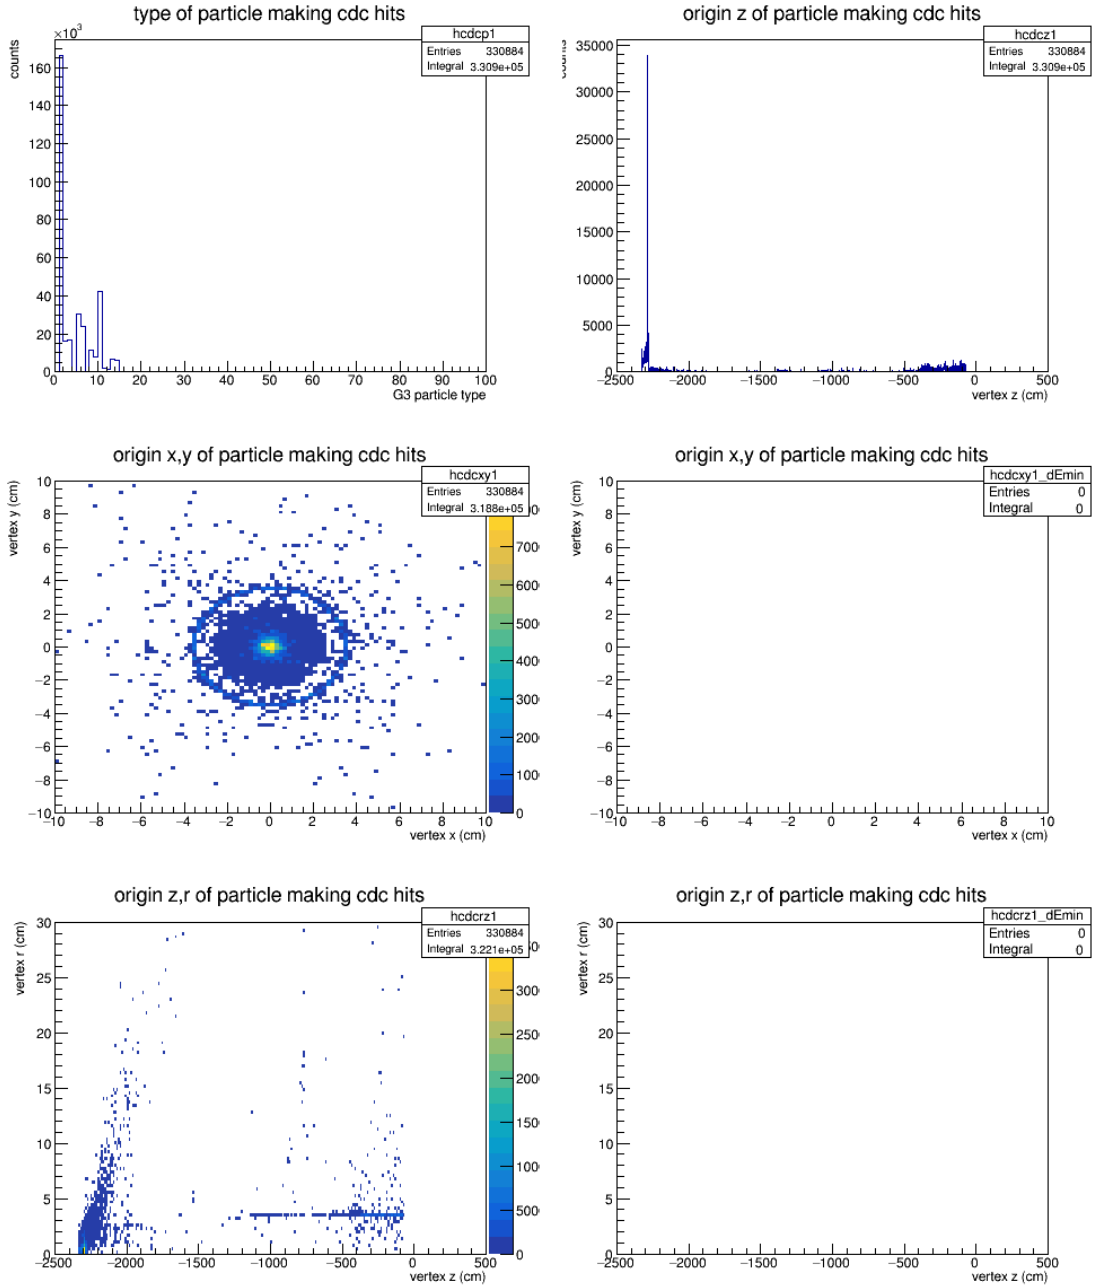 type of particle making cdc hits
hcdcp1
Entries 330884
Integral 3.309e+05
×10³
counts
160
140
120
100
80
60
40
20
0
0 10 20 30 40 50 60 70 80 90 100
G3 particle type
origin z of particle making cdc hits
hcdcz1
Entries 330884
Integral 3.309e+05
35000
30000
25000
20000
15000
10000
5000
0
−2500 −2000 −1500 −1000 −500 0 500
vertex z (cm)
origin x,y of particle making cdc hits
hcdcxy1
Entries 330884
Integral 3.188e+05
vertex y (cm)
10
8
6
4
2
0
−2
−4
−6
−8
−10
−10 −8 −6 −4 −2 0 2 4 6 8 10
vertex x (cm)
700
600
500
400
300
200
100
0
origin x,y of particle making cdc hits
hcdcxy1_dEmin
Entries 0
Integral 0
vertex y (cm)
10
8
6
4
2
0
−2
−4
−6
−8
−10
−10 −8 −6 −4 −2 0 2 4 6 8 10
vertex x (cm)
origin z,r of particle making cdc hits
hcdcrz1
Entries 330884
Integral 3.221e+05
vertex r (cm)
30
25
20
15
10
5
0
−2500 −2000 −1500 −1000 −500 0 500
vertex z (cm)
300
250
200
150
100
500
0
origin z,r of particle making cdc hits
hcdcrz1_dEmin
Entries 0
Integral 0
vertex r (cm)
30
25
20
15
10
5
0
−2500 −2000 −1500 −1000 −500 0 500
vertex z (cm)